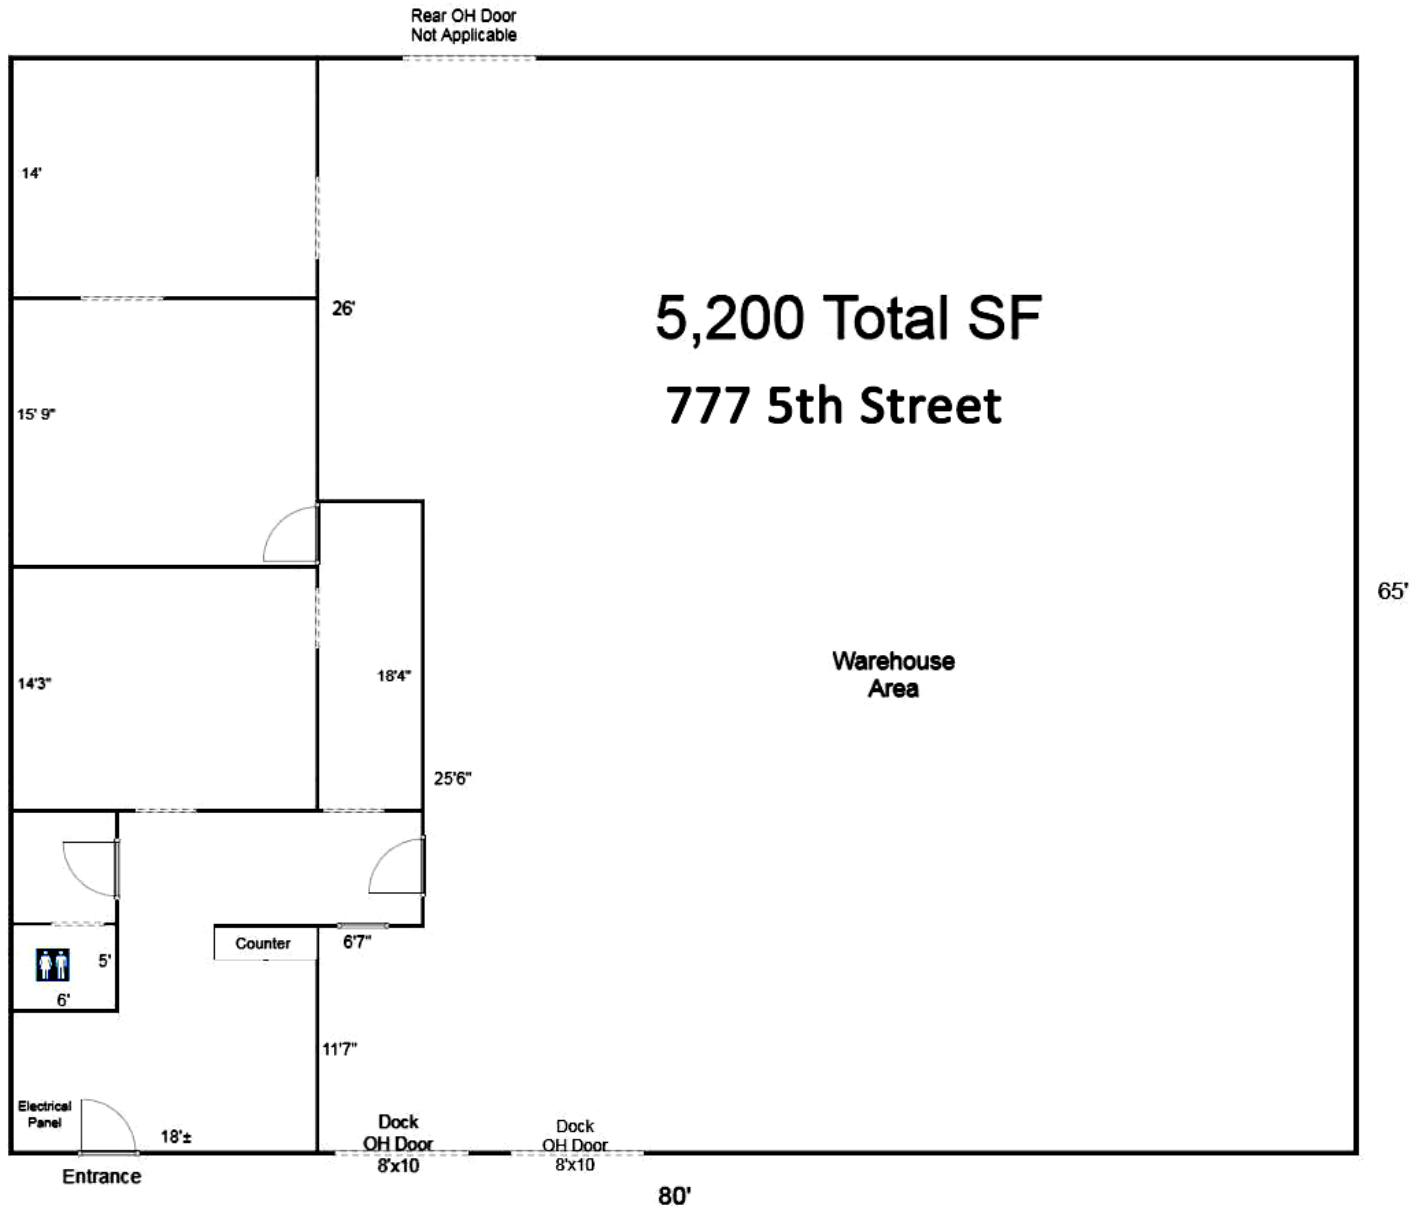 Rear OH Door
Not Applicable
14'
26'
5,200 Total SF
777 5th Street
15' 9"
65'
Warehouse
Area
18'4"
14'3"
25'6"
Counter
6'7"
5'
6'
11'7"
Electrical
Panel
18'±
Dock
OH Door
8'x10
Dock
OH Door
8'x10
Entrance
80'